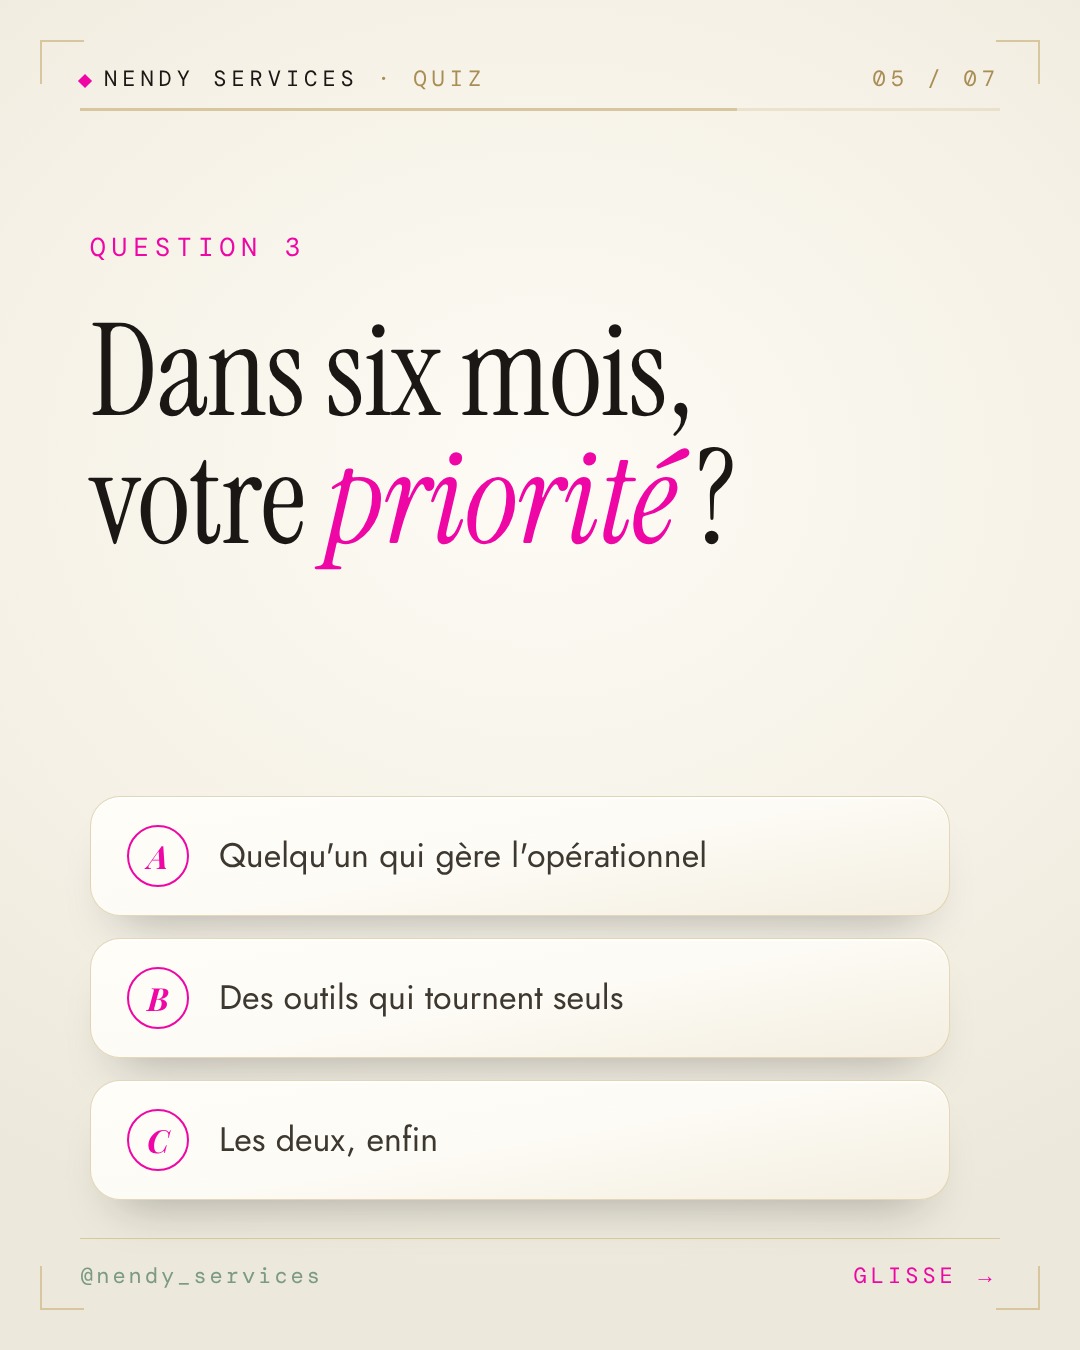 ◆ NENDY SERVICES · QUIZ
05 / 07
QUESTION 3
Dans six mois,
votre priorité ?
A Quelqu'un qui gère l'opérationnel
B Des outils qui tournent seuls
C Les deux, enfin
@nendy_services
GLISSE →